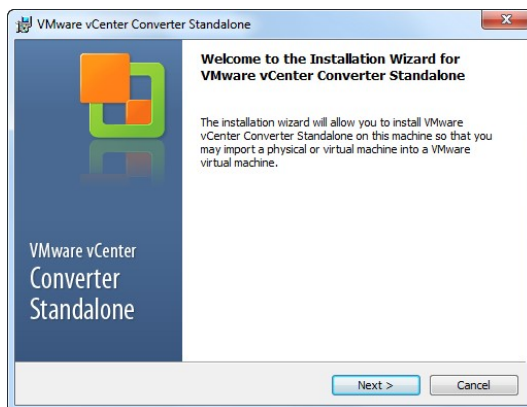 VMware vCenter Converter Standalone
Welcome to the Installation Wizard for
VMware vCenter Converter Standalone
The installation wizard will allow you to install VMware
vCenter Converter Standalone on this machine so that you
may import a physical or virtual machine into a VMware
virtual machine.
VMware vCenter
Converter
Standalone
Next >
Cancel